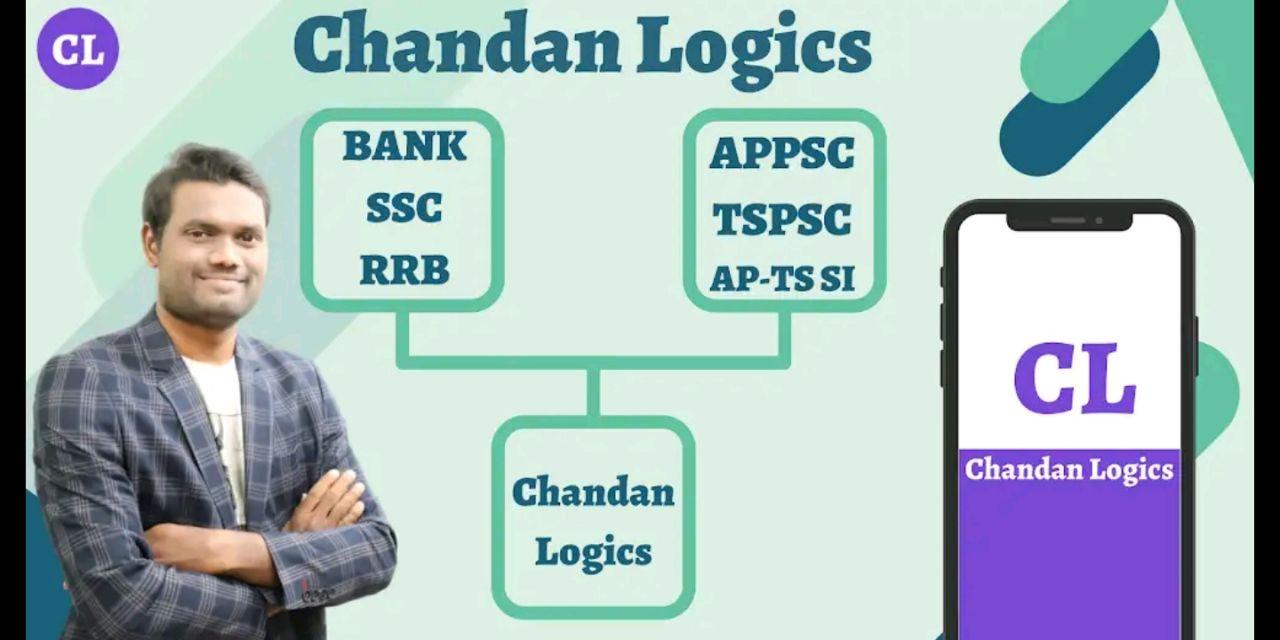 CL
Chandan Logics
BANK
SSC
RRB
APPSC
TSPSC
AP-TS SI
Chandan
Logics
CL
Chandan Logics